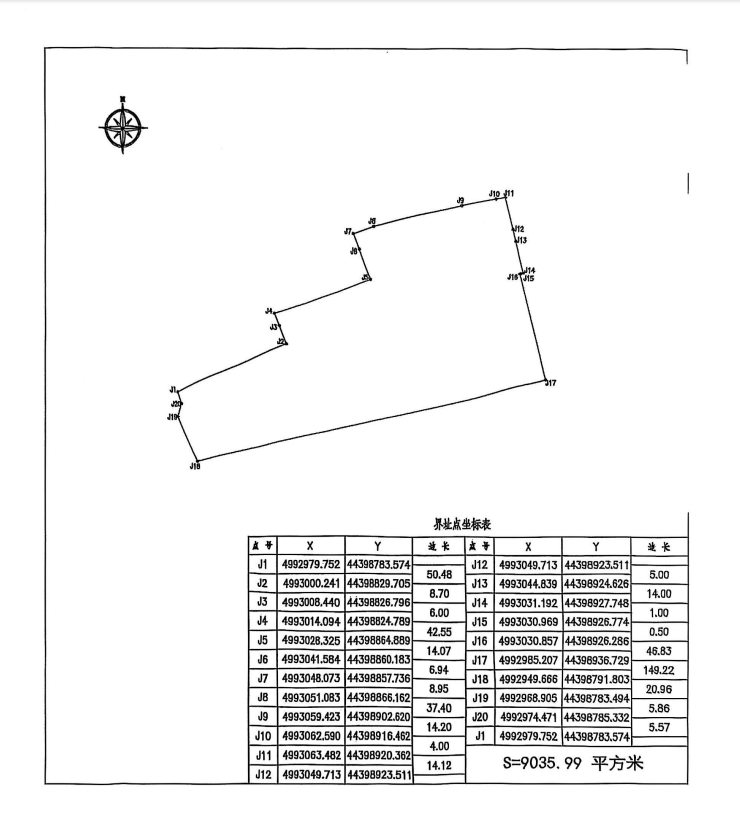 N
J11
J10
J9
J8
J7
J12
J13
J6
J14
J5
J16
J15
J4
J3
J2
J17
J1
J20
J19
J18
界址点坐标表
点 号 X Y 边 长 点 号 X Y 边 长
J1 4992979.752 44398783.574 J12 4993049.713 44398923.511
50.48 5.00
J2 4993000.241 44398829.705 J13 4993044.839 44398924.626
8.70 14.00
J3 4993008.440 44398826.796 J14 4993031.192 44398927.748
6.00 1.00
J4 4993014.094 44398824.789 J15 4993030.969 44398926.774
42.55 0.50
J5 4993028.325 44398864.889 J16 4993030.857 44398926.286
14.07 46.83
J6 4993041.584 44398860.183 J17 4992985.207 44398936.729
6.94 149.22
J7 4993048.073 44398857.736 J18 4992949.666 44398791.803
8.95 20.96
J8 4993051.083 44398866.162 J19 4992968.905 44398783.494
37.40 5.86
J9 4993059.423 44398902.620 J20 4992974.471 44398785.332
14.20 5.57
J10 4993062.590 44398916.462 J1 4992979.752 44398783.574
4.00
J11 4993063.482 44398920.362
14.12
J12 4993049.713 44398923.511
S=9035.99 平方米